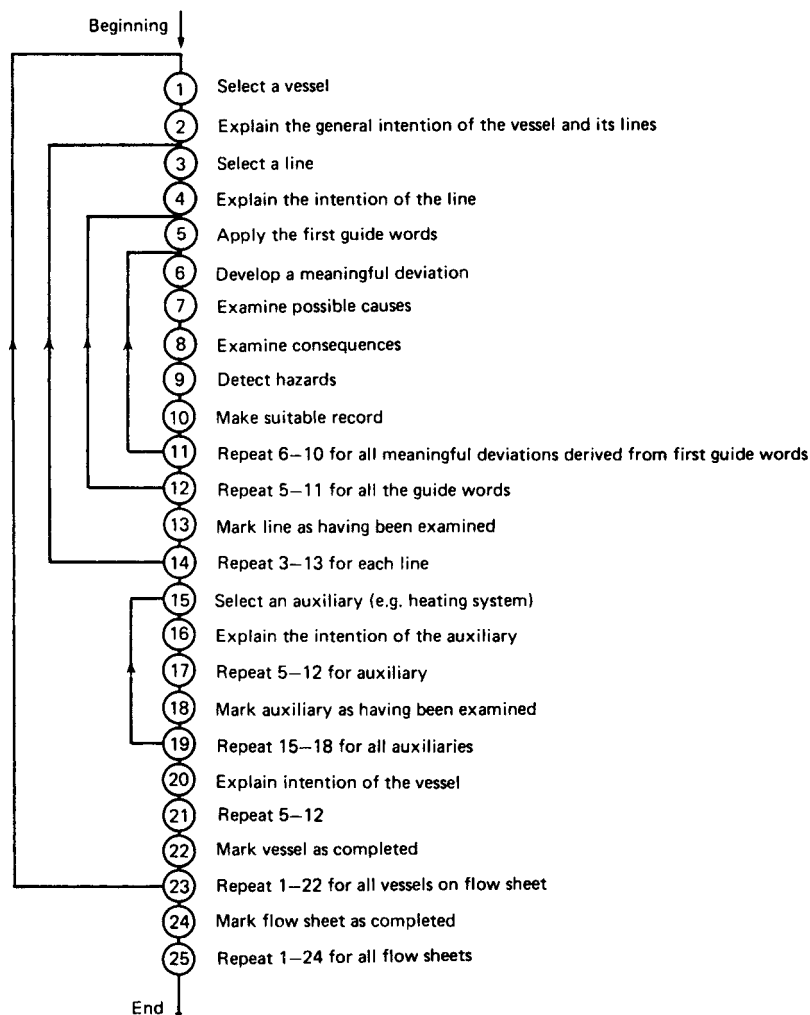 Beginning
1 Select a vessel
2 Explain the general intention of the vessel and its lines
3 Select a line
4 Explain the intention of the line
5 Apply the first guide words
6 Develop a meaningful deviation
7 Examine possible causes
8 Examine consequences
9 Detect hazards
10 Make suitable record
11 Repeat 6–10 for all meaningful deviations derived from first guide words
12 Repeat 5–11 for all the guide words
13 Mark line as having been examined
14 Repeat 3–13 for each line
15 Select an auxiliary (e.g. heating system)
16 Explain the intention of the auxiliary
17 Repeat 5–12 for auxiliary
18 Mark auxiliary as having been examined
19 Repeat 15–18 for all auxiliaries
20 Explain intention of the vessel
21 Repeat 5–12
22 Mark vessel as completed
23 Repeat 1–22 for all vessels on flow sheet
24 Mark flow sheet as completed
25 Repeat 1–24 for all flow sheets
End